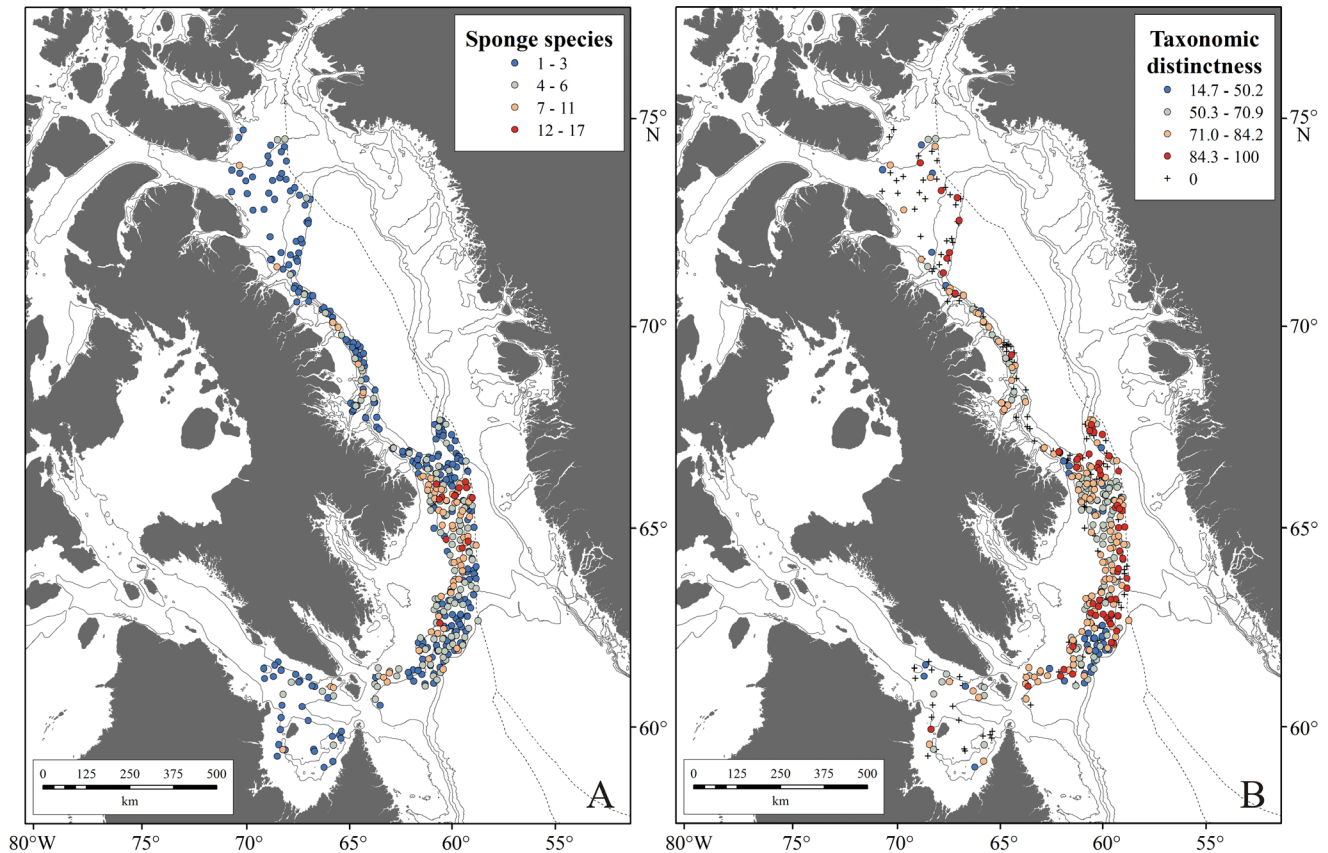 Sponge species
1 - 3
4 - 6
7 - 11
12 - 17
75°
N
70°
65°
60°
0 125 250 375 500
km
A
80°W 75° 70° 65° 60° 55°
Taxonomic
distinctness
14.7 - 50.2
50.3 - 70.9
71.0 - 84.2
84.3 - 100
0
75°
N
70°
65°
60°
0 125 250 375 500
km
B
80°W 75° 70° 65° 60° 55°